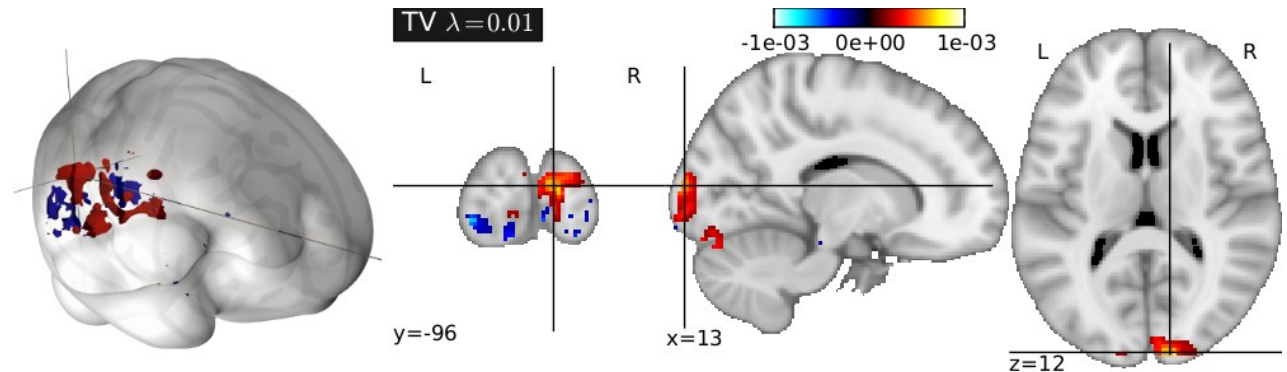 TV λ=0.01
-1e-03 0e+00 1e-03
L R
L R
y=-96
x=13
z=12